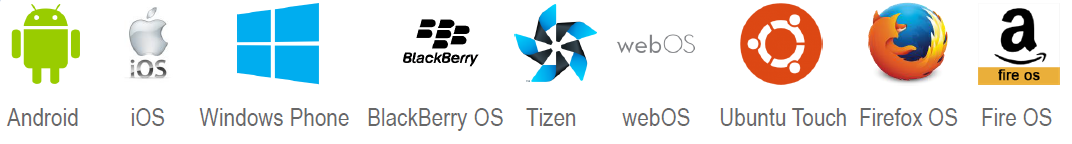 iOS
BlackBerry
webOS
a
fire os
Android iOS Windows Phone BlackBerry OS Tizen webOS Ubuntu Touch Firefox OS Fire OS